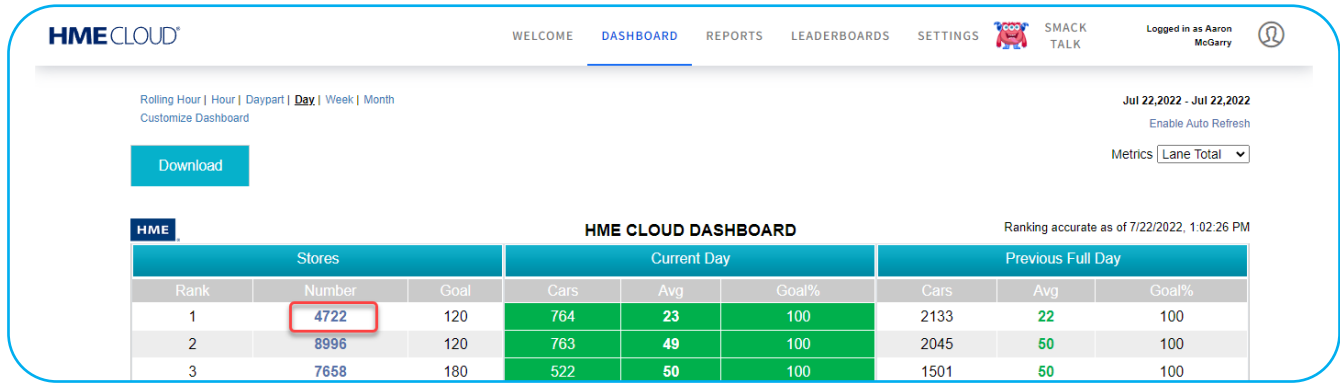 HME CLOUD®
WELCOME DASHBOARD REPORTS LEADERBOARDS SETTINGS SMACK TALK Logged in as Aaron McGarry
Rolling Hour | Hour | Daypart | Day | Week | Month
Jul 22,2022 - Jul 22,2022
Customize Dashboard
Enable Auto Refresh
Metrics Lane Total
Download
HME
HME CLOUD DASHBOARD
Ranking accurate as of 7/22/2022, 1:02:26 PM
Stores Current Day Previous Full Day
Rank Number Goal Cars Avg Goal% Cars Avg Goal%
1 4722 120 764 23 100 2133 22 100
2 8996 120 763 49 100 2045 50 100
3 7658 180 522 50 100 1501 50 100